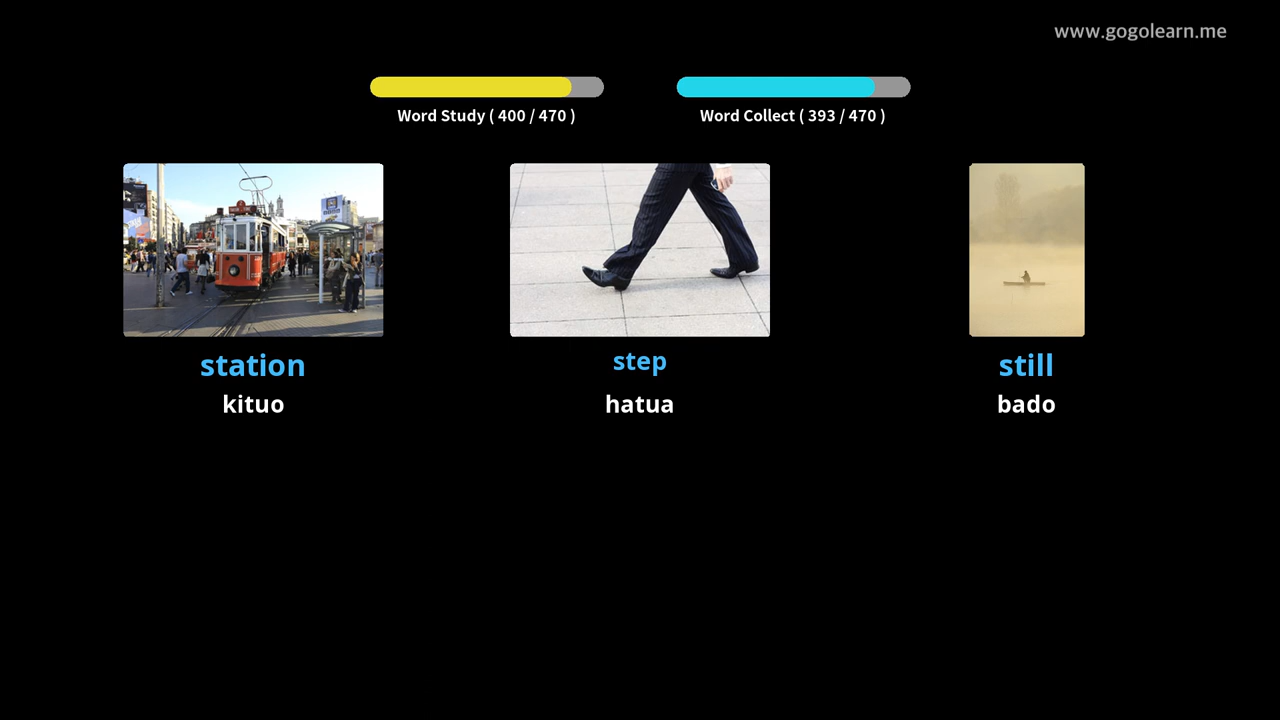 www.gogolearn.me
Word Study ( 400 / 470 )
Word Collect ( 393 / 470 )
station
step
still
kituo
hatua
bado